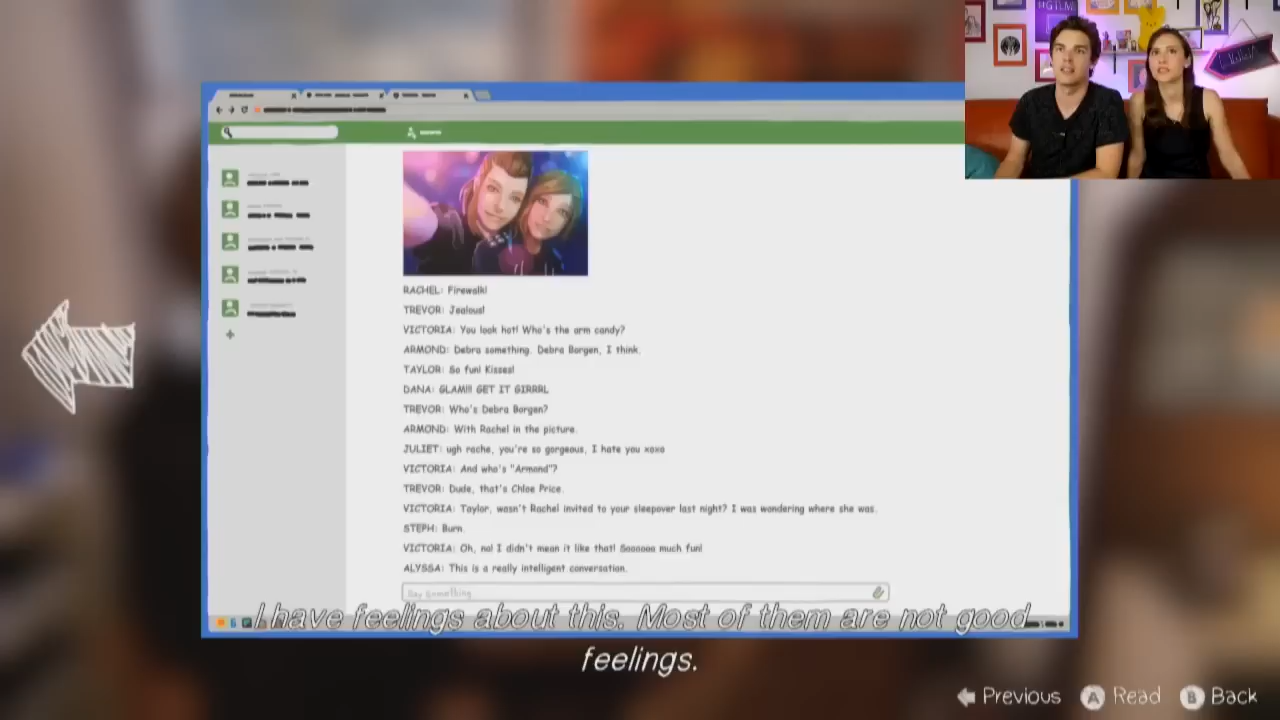 RACHEL: Firewalk!
TREVOR: Jealous!
VICTORIA: You look hot! Who's the arm candy?
ARMOND: Debra something. Debra Borgen, I think.
TAYLOR: So fun! Kisses!
DANA: GLAM!!! GET IT GIRRRL
TREVOR: Who's Debra Borgen?
ARMOND: With Rachel in the picture.
JULIET: ugh rache, you're so gorgeous, I hate you xoxo
VICTORIA: And who's "Armond"?
TREVOR: Dude, that's Chloe Price.
VICTORIA: Taylor, wasn't Rachel invited to your sleepover last night? I was wondering where she was.
STEPH: Burn.
VICTORIA: Oh, no! I didn't mean it like that! Sooooo much fun!
ALYSSA: This is a really intelligent conversation.
Say something...
I have feelings about this. Most of them are not good
feelings.
Previous A Read B Back